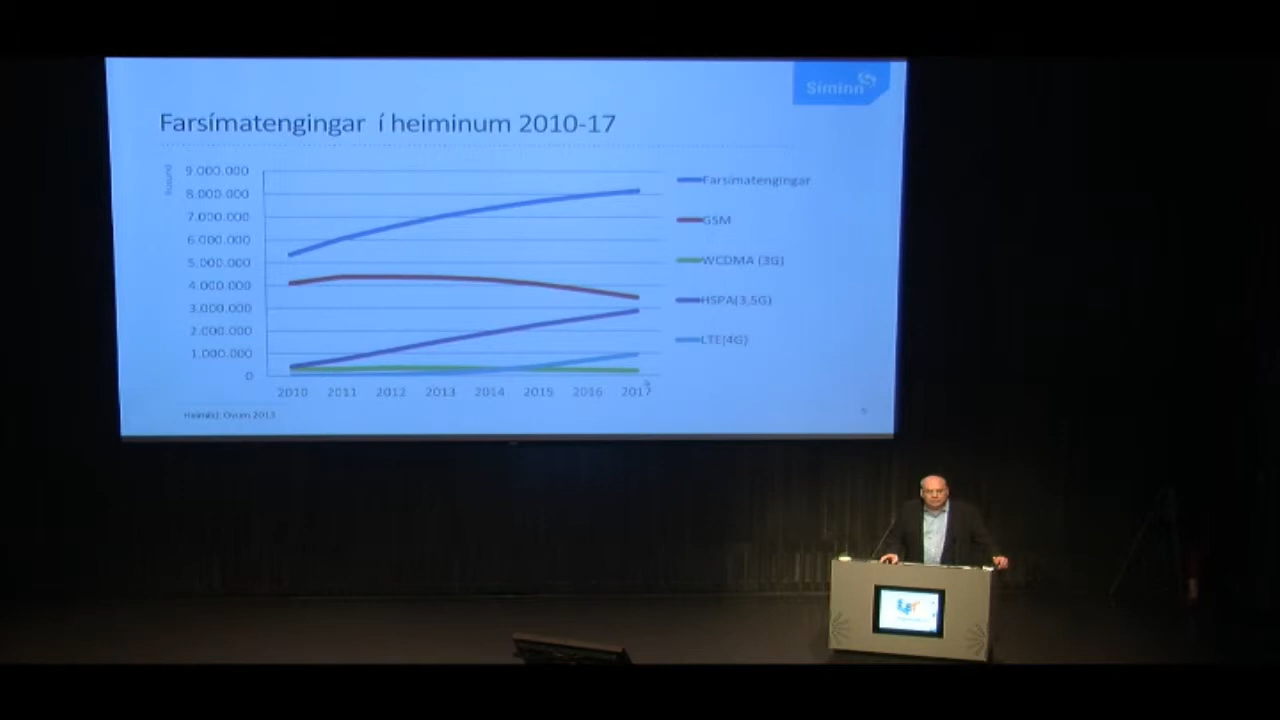 Síminn
Farsímatengingar í heiminum 2010-17
Þúsund
9.000.000
8.000.000
7.000.000
6.000.000
5.000.000
4.000.000
3.000.000
2.000.000
1.000.000
0
2010 2011 2012 2013 2014 2015 2016 2017
Farsímatengingar
GSM
WCDMA (3G)
HSPA(3,5G)
LTE(4G)
Heimild: Ovum 2013
5